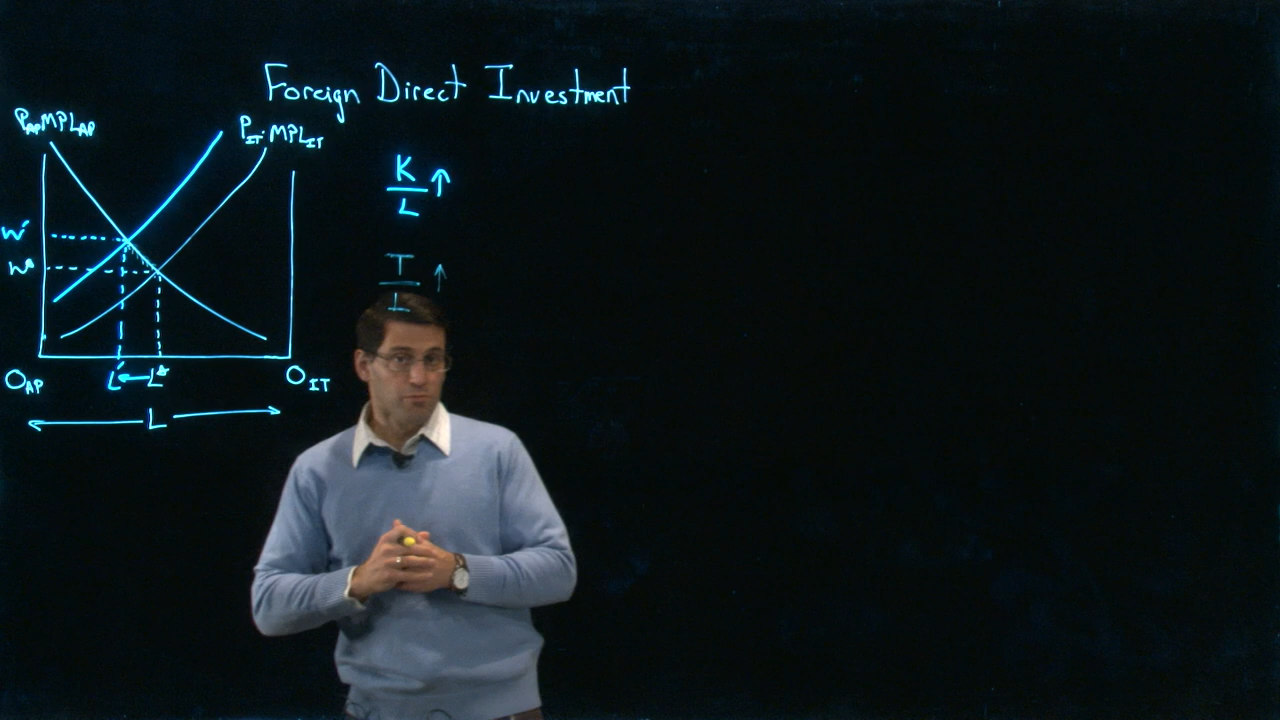 Foreign Direct Investment
P_AP MPL_AP
P_IT · MPL_IT
K/L ↑
W'
W*
T/L ↑
O_AP L' ← L* O_IT
← L →